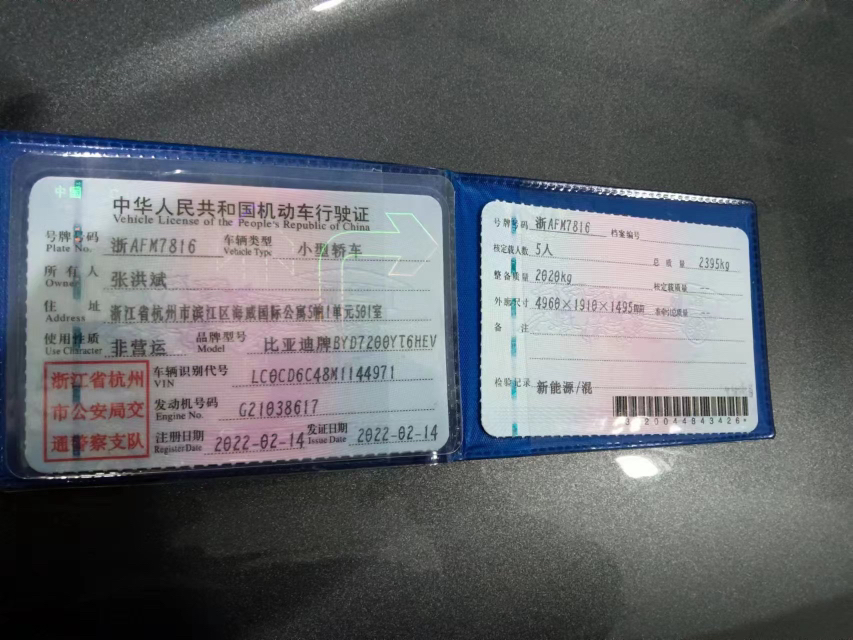 中国
中华人民共和国机动车行驶证
Vehicle License of the People's Republic of China
号牌号码 浙AFM7816 车辆类型 小型轿车
Plate No. Vehicle Type
所有人 张洪斌
Owner
住址 浙江省杭州市滨江区海威国际公寓5幢1单元501室
Address
使用性质 非营运 品牌型号 比亚迪牌BYD7200YT6HEV
Use Character Model
浙江省杭州
市公安局交
通警察支队
车辆识别代号 LC0CD6C48M1144971
VIN
发动机号码 G21038617
Engine No.
注册日期 2022-02-14 发证日期 2022-02-14
Register Date Issue Date
号牌号码 浙AFM7816 档案编号
核定载人数 5人 总质量 2395kg
整备质量 2020kg 核定载质量 --
外廓尺寸 4960×1910×1495mm 准牵引总质量 --
备注
检验记录 新能源/混